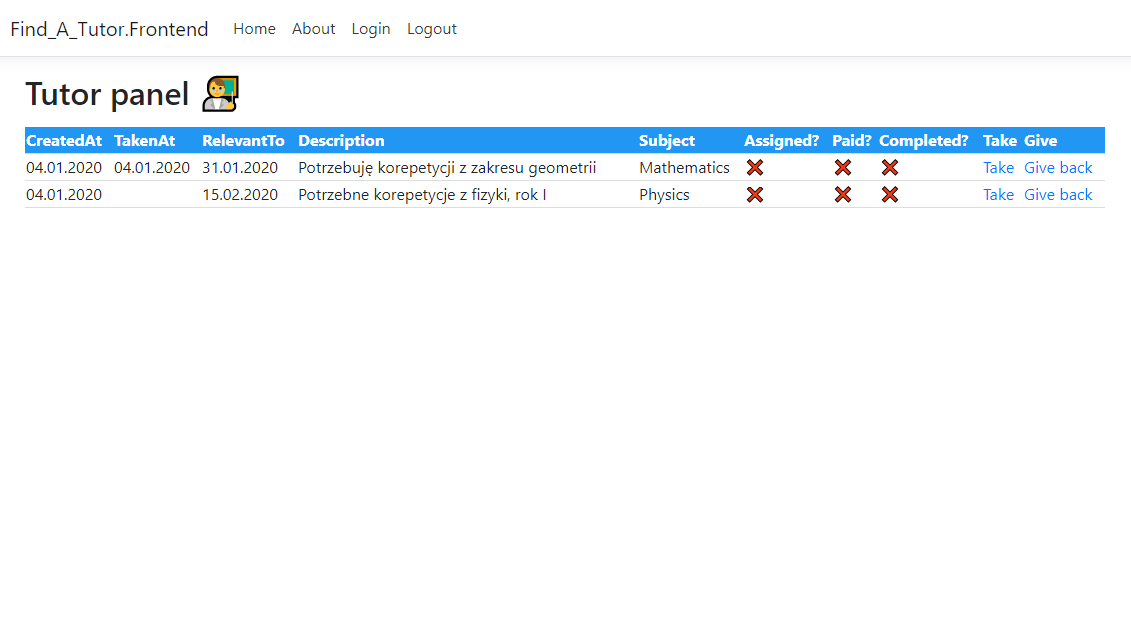 Find_A_Tutor.Frontend Home About Login Logout
Tutor panel
CreatedAt TakenAt RelevantTo Description Subject Assigned? Paid? Completed? Take Give
04.01.2020 04.01.2020 31.01.2020 Potrzebuję korepetycji z zakresu geometrii Mathematics Take Give back
04.01.2020 15.02.2020 Potrzebne korepetycje z fizyki, rok I Physics Take Give back